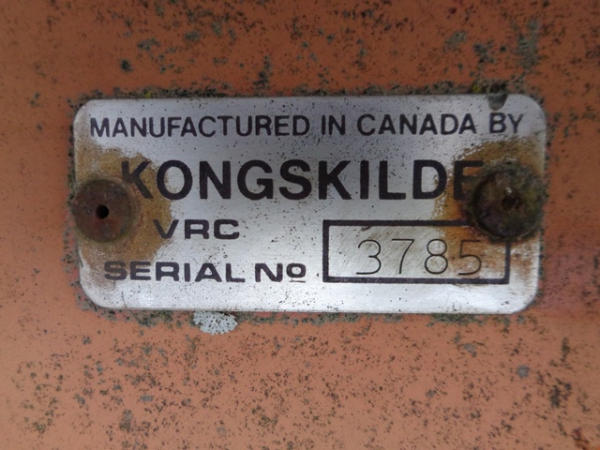 MANUFACTURED IN CANADA BY
KONGSKILDE
VRC
SERIAL Nº 3785